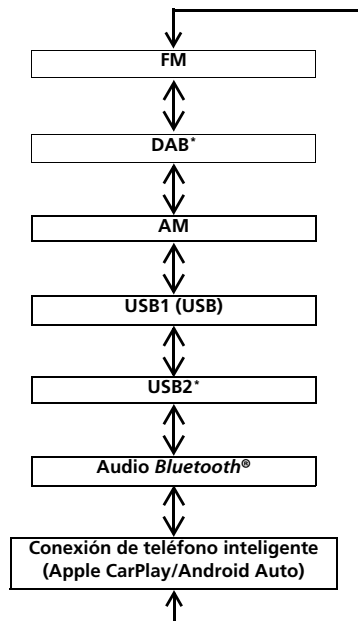 FM
DAB*
AM
USB1 (USB)
USB2*
Audio Bluetooth®
Conexión de teléfono inteligente
(Apple CarPlay/Android Auto)